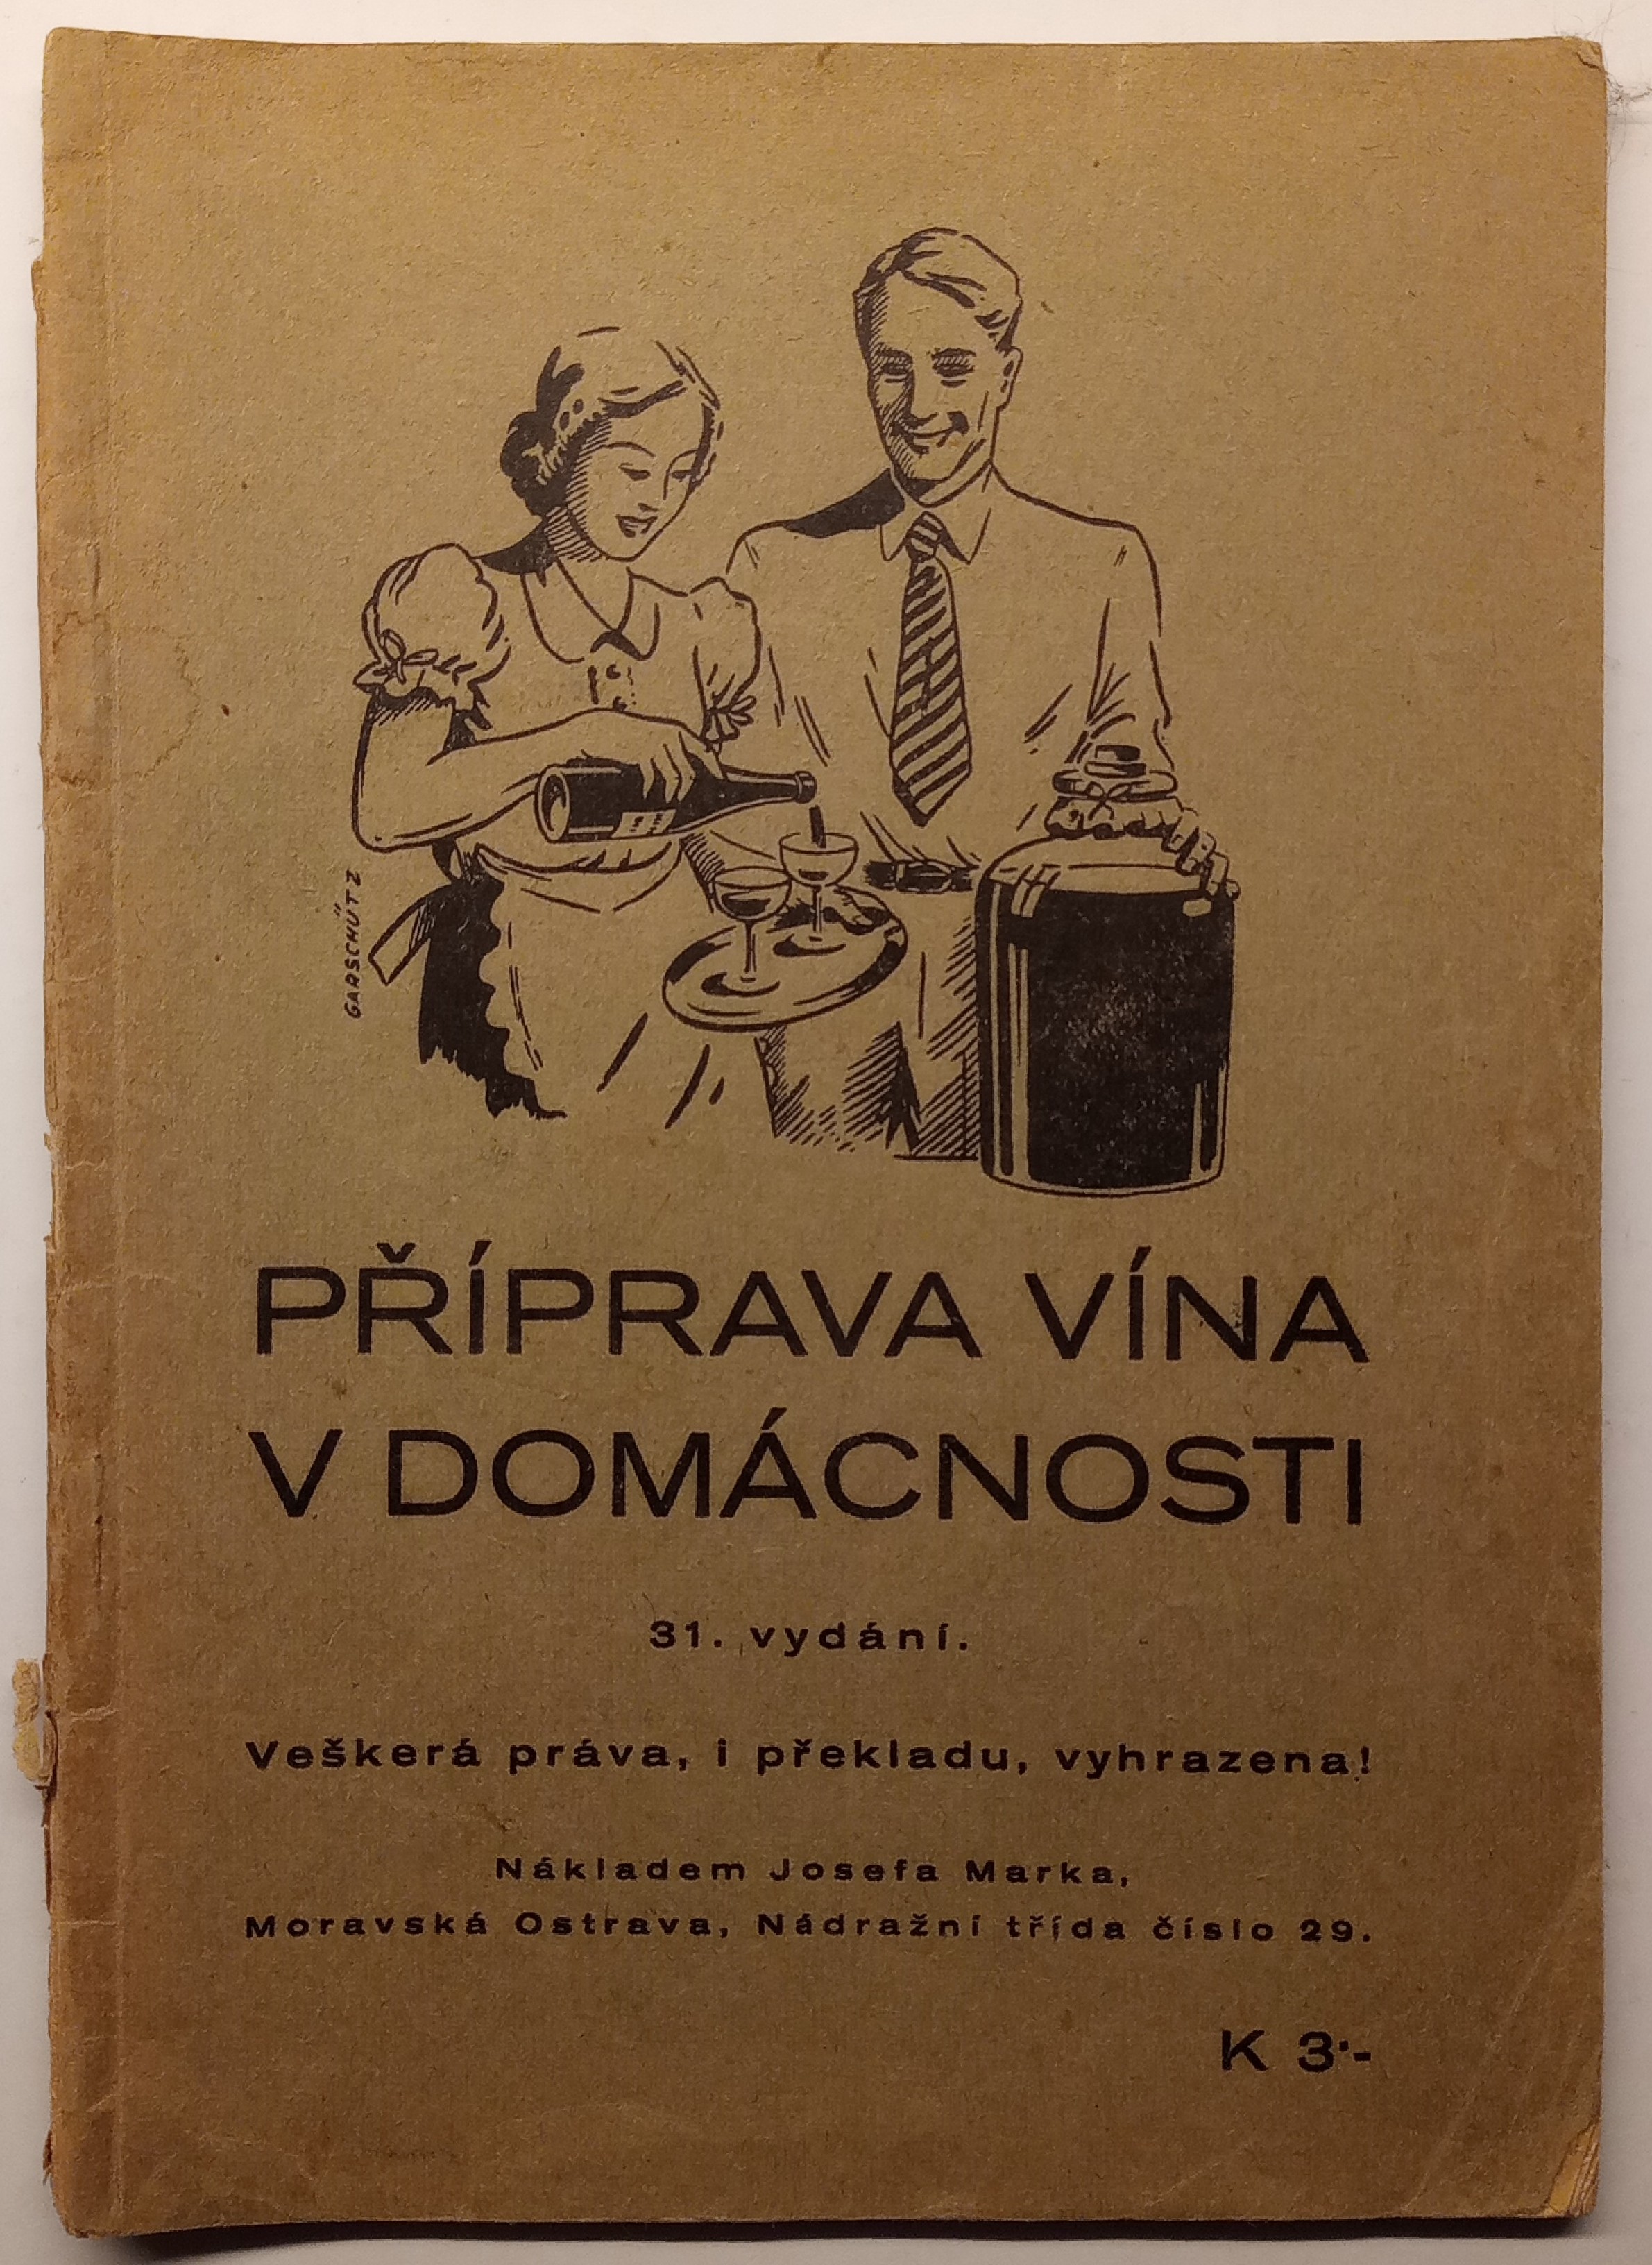 GARSCHÜTZ
PŘÍPRAVA VÍNA
V DOMÁCNOSTI
31. vydání.
Veškerá práva, i překladu, vyhrazena!
Nákladem Josefa Marka,
Moravská Ostrava, Nádražní třída číslo 29.
K 3·-